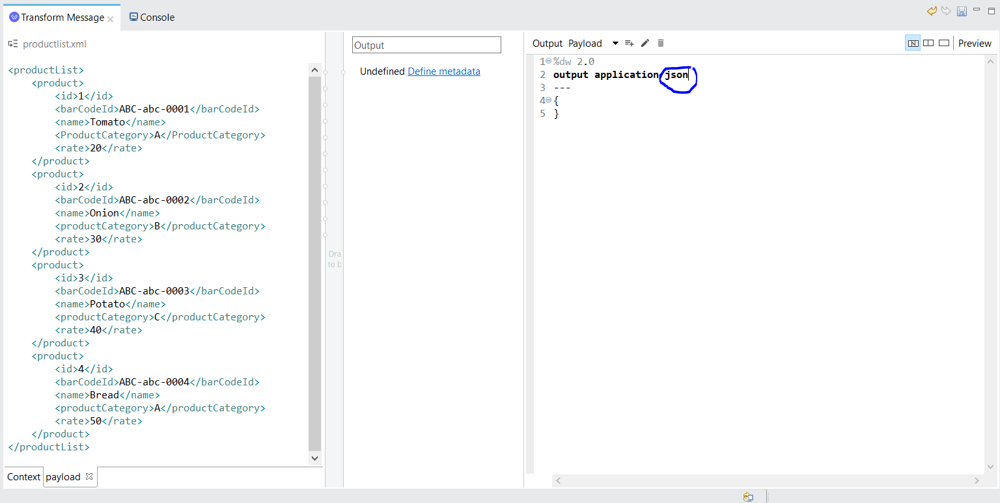 Transform Message
Console
productlist.xml
<productList>
    <product>
        <id>1</id>
        <barCodeId>ABC-abc-0001</barCodeId>
        <name>Tomato</name>
        <ProductCategory>A</ProductCategory>
        <rate>20</rate>
    </product>
    <product>
        <id>2</id>
        <barCodeId>ABC-abc-0002</barCodeId>
        <name>Onion</name>
        <productCategory>B</productCategory>
        <rate>30</rate>
    </product>
    <product>
        <id>3</id>
        <barCodeId>ABC-abc-0003</barCodeId>
        <name>Potato</name>
        <productCategory>C</productCategory>
        <rate>40</rate>
    </product>
    <product>
        <id>4</id>
        <barCodeId>ABC-abc-0004</barCodeId>
        <name>Bread</name>
        <productCategory>A</productCategory>
        <rate>50</rate>
    </product>
</productList>
Context payload
Dra
to b
Output
Undefined Define metadata
Output Payload
Preview
1 %dw 2.0
2 output application/json
3 ---
4 {
5 }